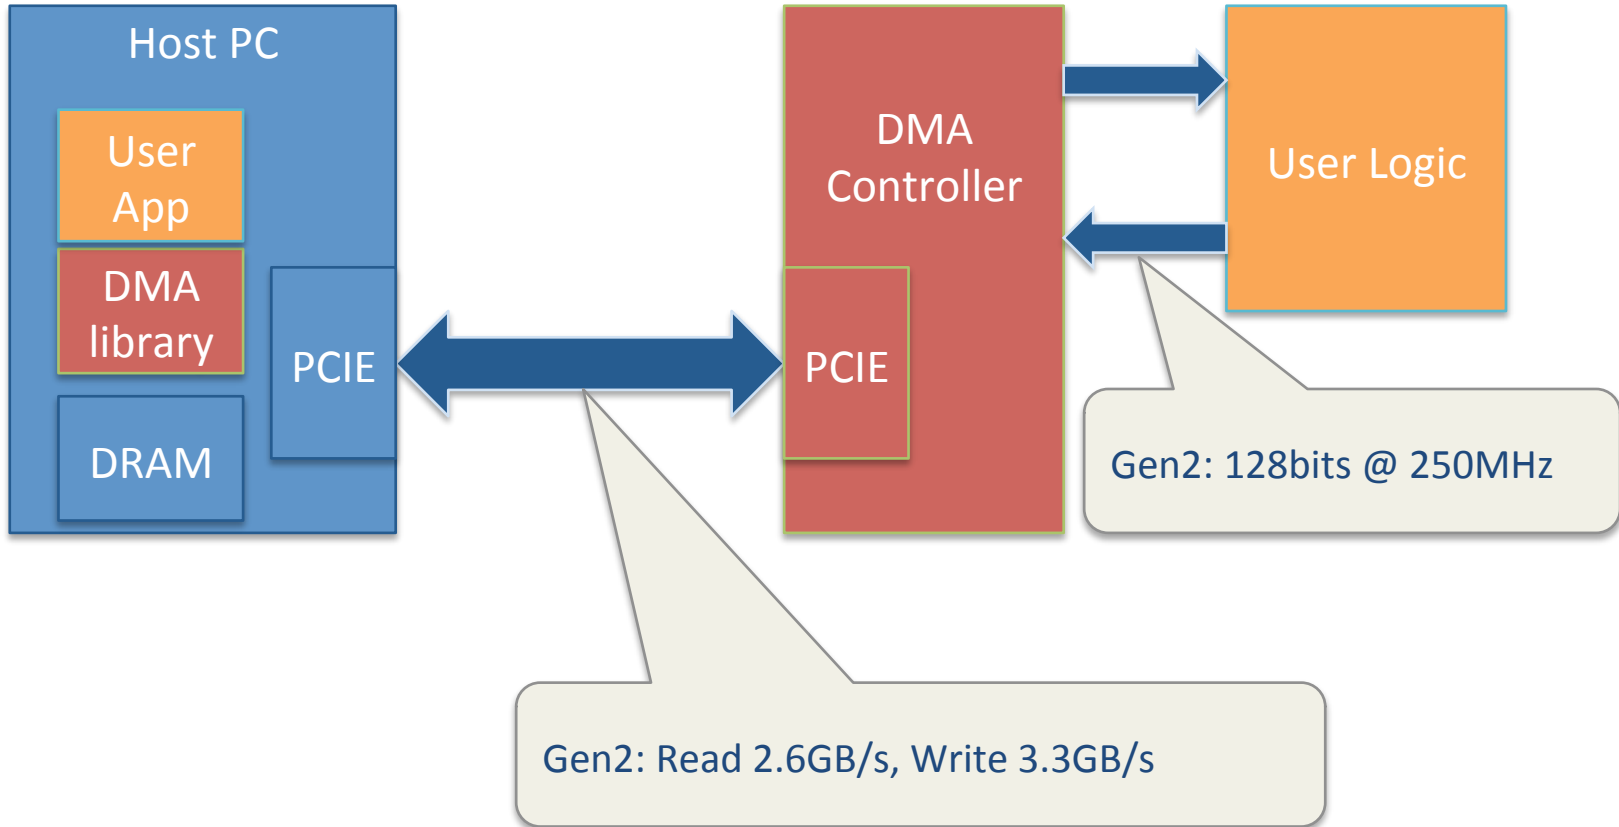 Host PC
User
App
DMA
library
DRAM
PCIE
DMA
Controller
PCIE
User Logic
Gen2: 128bits @ 250MHz
Gen2: Read 2.6GB/s, Write 3.3GB/s